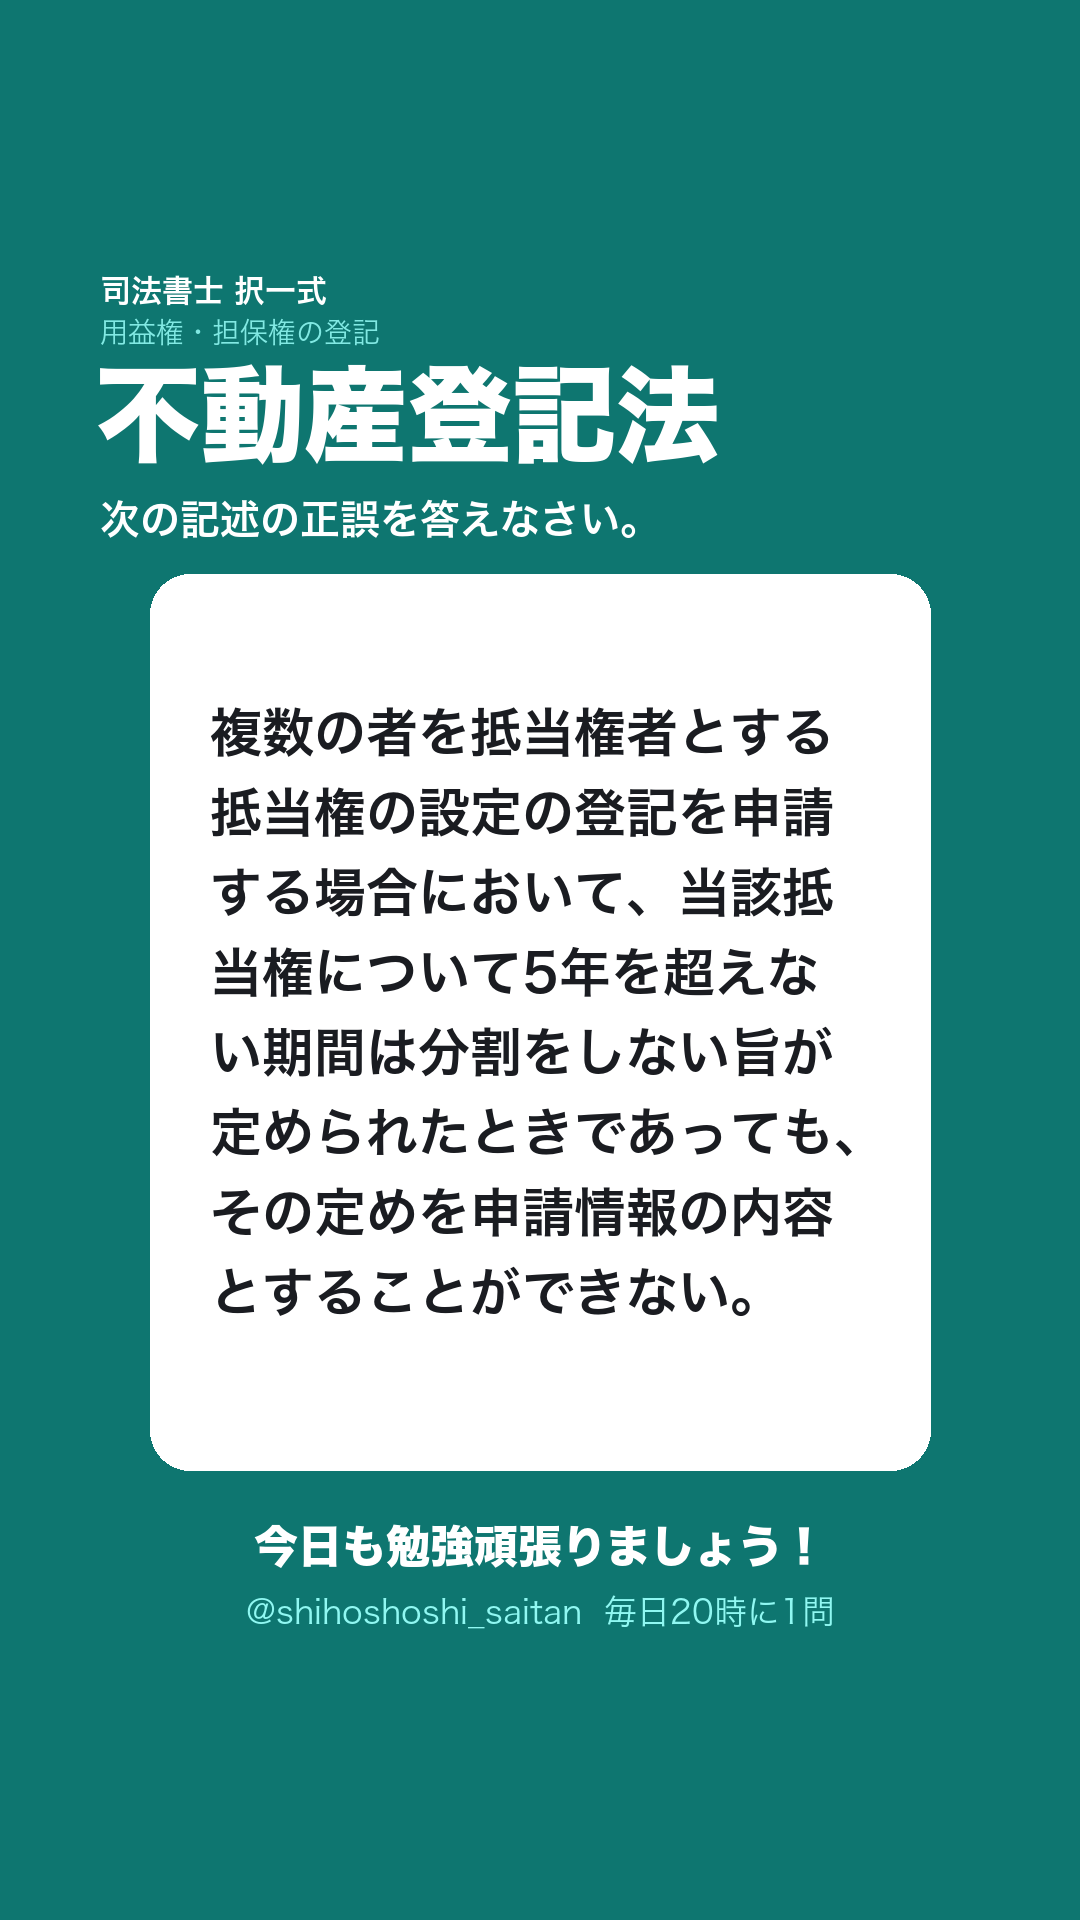 司法書士 択一式
用益権・担保権の登記
不動産登記法
次の記述の正誤を答えなさい。
複数の者を抵当権者とする
抵当権の設定の登記を申請
する場合において、当該抵
当権について5年を超えな
い期間は分割をしない旨が
定められたときであっても、
その定めを申請情報の内容
とすることができない。
今日も勉強頑張りましょう！
@shihoshoshi_saitan 毎日20時に1問